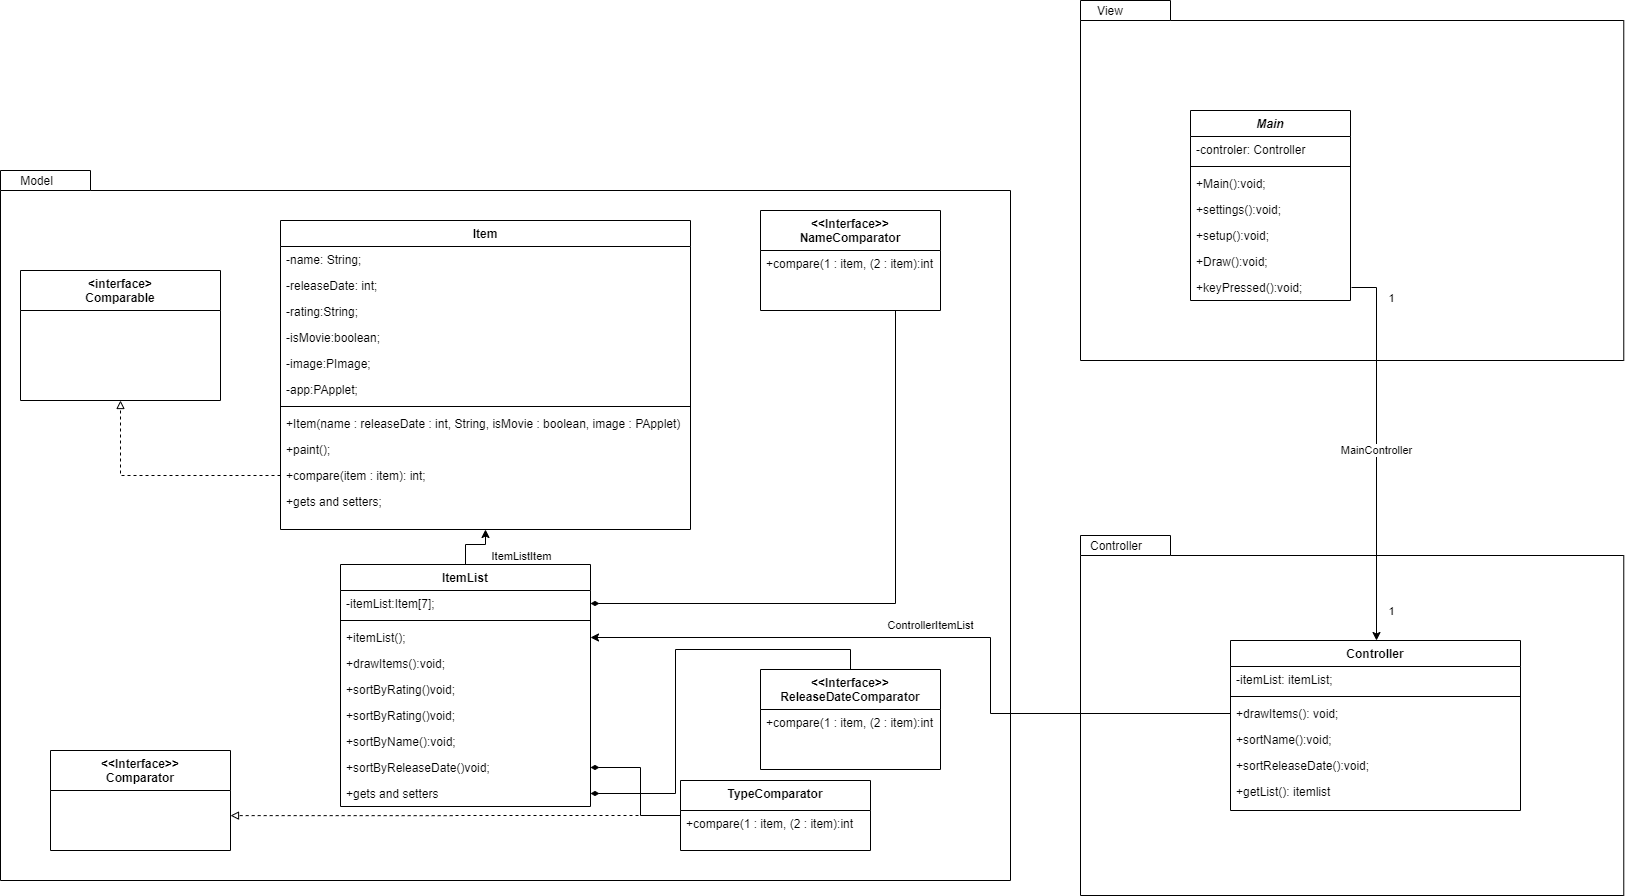 View
Main
-controler: Controller
+Main():void;
+settings():void;
+setup():void;
+Draw():void;
+keyPressed():void;
1
MainController
1
Model
<interface>
Comparable
Item
-name: String;
-releaseDate: int;
-rating:String;
-isMovie:boolean;
-image:PImage;
-app:PApplet;
+Item(name : releaseDate : int, String, isMovie : boolean, image : PApplet)
+paint();
+compare(item : item): int;
+gets and setters;
<<Interface>>
NameComparator
+compare(1 : item, (2 : item):int
ItemListItem
ItemList
-itemList:Item[7];
+itemList();
+drawItems():void;
+sortByRating()void;
+sortByRating()void;
+sortByName():void;
+sortByReleaseDate()void;
+gets and setters
ControllerItemList
<<Interface>>
ReleaseDateComparator
+compare(1 : item, (2 : item):int
<<Interface>>
Comparator
TypeComparator
+compare(1 : item, (2 : item):int
Controller
Controller
-itemList: itemList;
+drawItems(): void;
+sortName():void;
+sortReleaseDate():void;
+getList(): itemlist